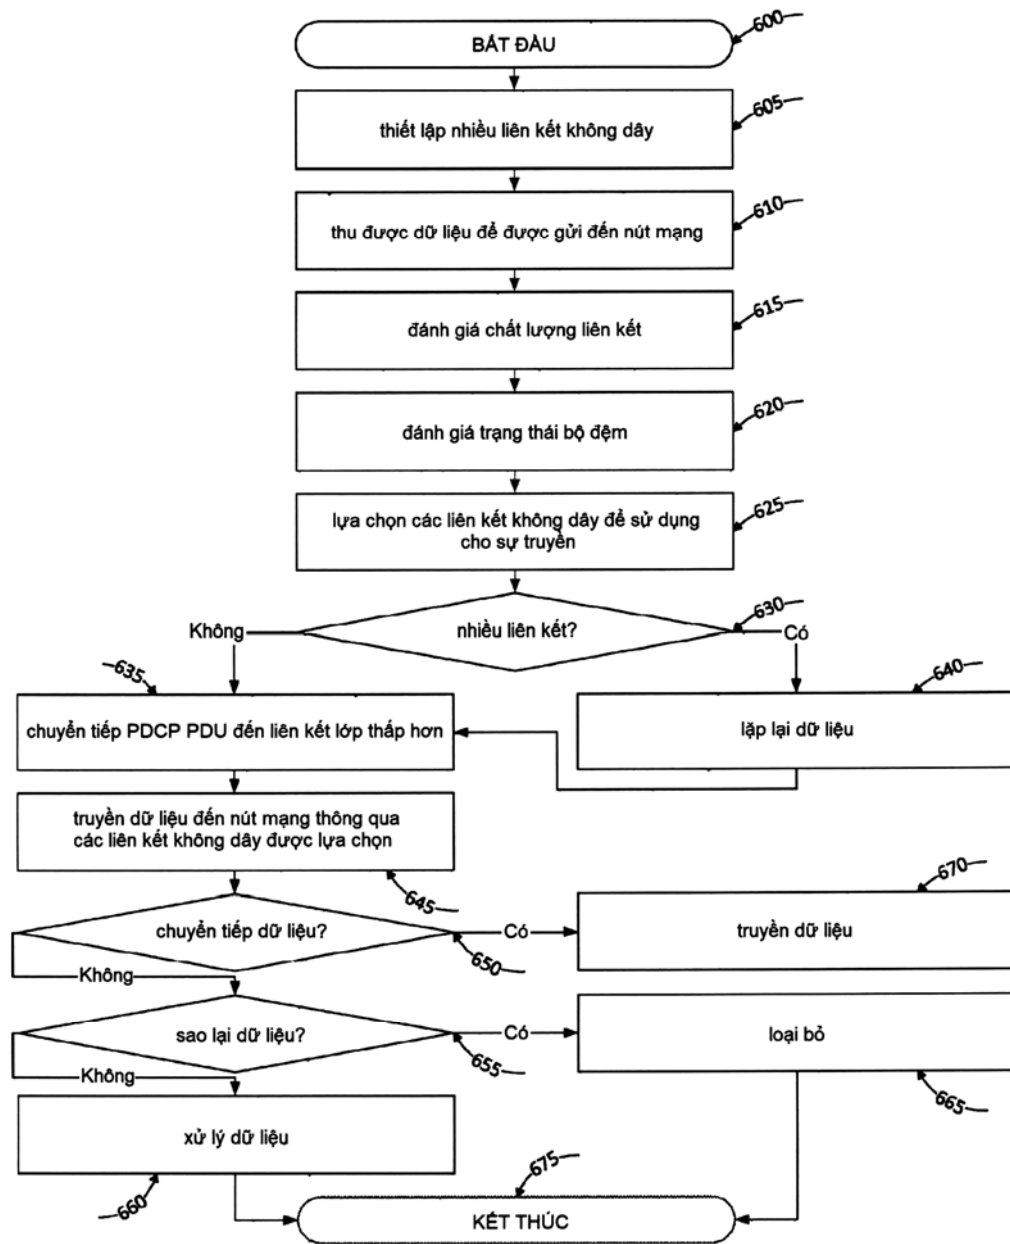 BẮT ĐẦU
600
thiết lập nhiều liên kết không dây
605
thu được dữ liệu để được gửi đến nút mạng
610
đánh giá chất lượng liên kết
615
đánh giá trạng thái bộ đệm
620
lựa chọn các liên kết không dây để sử dụng
cho sự truyền
625
nhiều liên kết?
630
Không
Có
635
640
chuyển tiếp PDCP PDU đến liên kết lớp thấp hơn
lặp lại dữ liệu
truyền dữ liệu đến nút mạng thông qua
các liên kết không dây được lựa chọn
645
670
chuyển tiếp dữ liệu?
Có
truyền dữ liệu
650
Không
sao lại dữ liệu?
Có
loại bỏ
655
Không
665
xử lý dữ liệu
660
675
KẾT THÚC